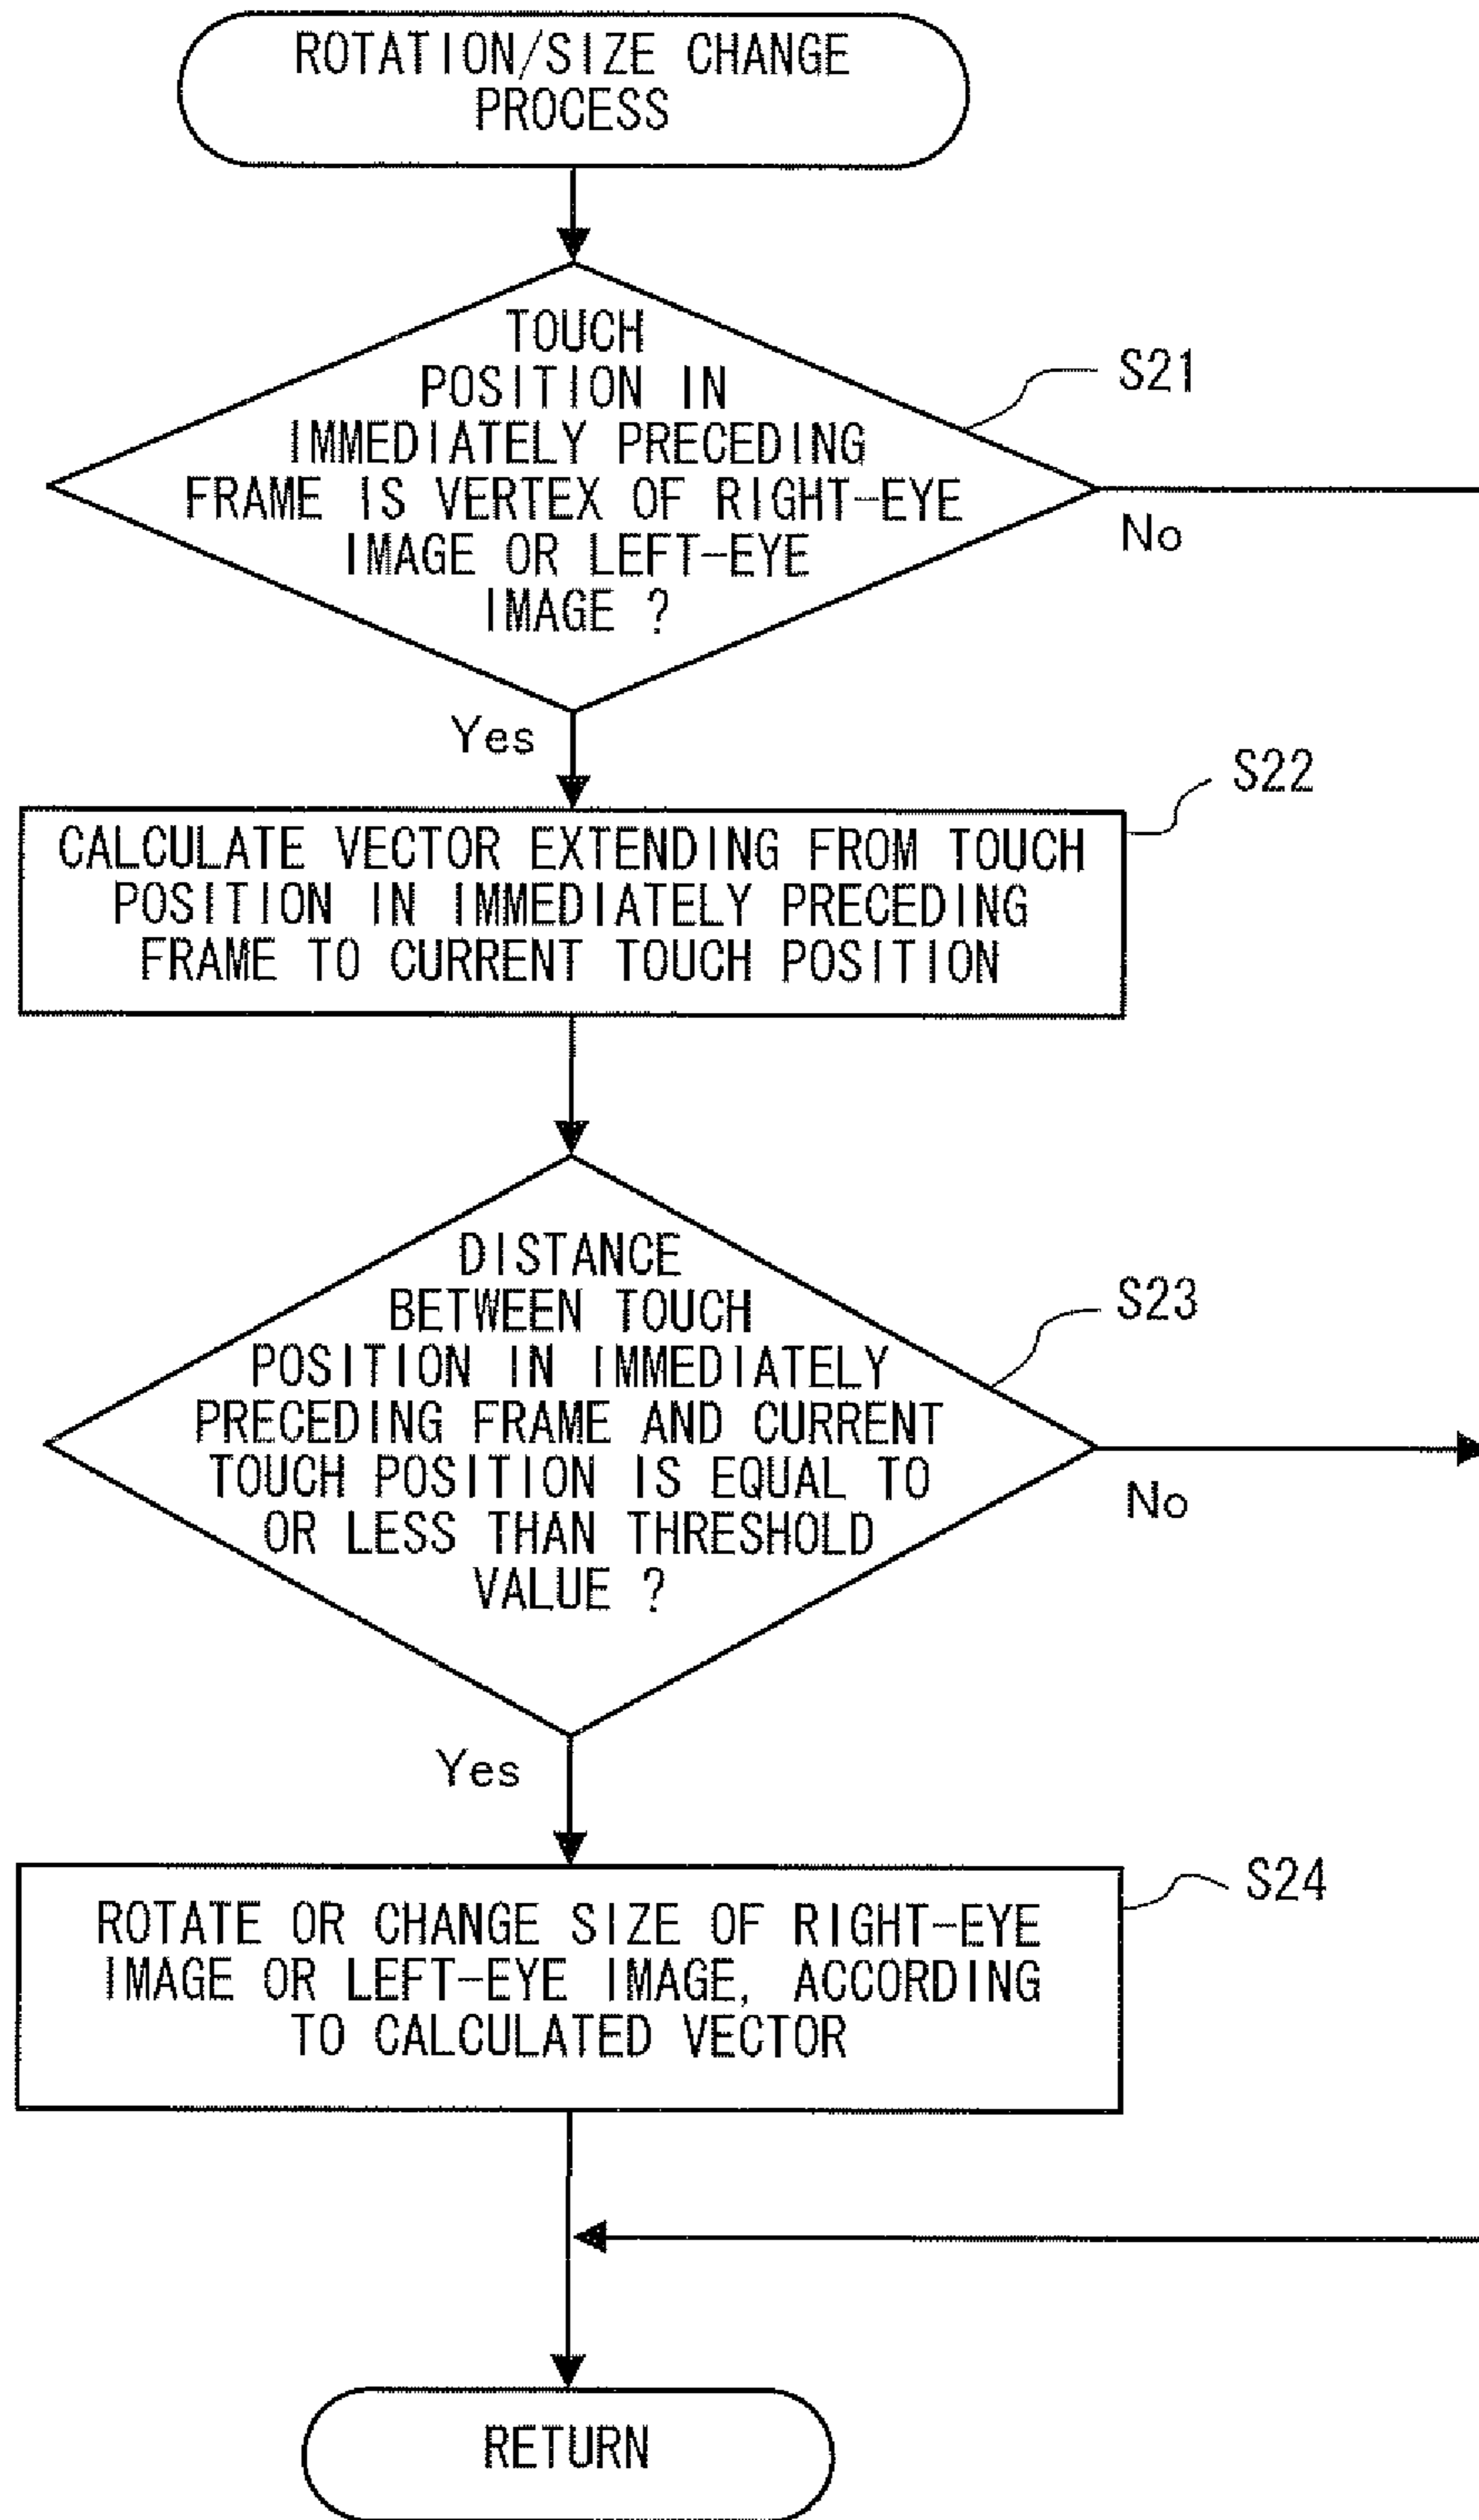 ROTATION/SIZE CHANGE
PROCESS
TOUCH
POSITION IN
IMMEDIATELY PRECEDING
FRAME IS VERTEX OF RIGHT-EYE
IMAGE OR LEFT-EYE
IMAGE ?
S21
No
Yes
S22
CALCULATE VECTOR EXTENDING FROM TOUCH
POSITION IN IMMEDIATELY PRECEDING
FRAME TO CURRENT TOUCH POSITION
DISTANCE
BETWEEN TOUCH
POSITION IN IMMEDIATELY
PRECEDING FRAME AND CURRENT
TOUCH POSITION IS EQUAL TO
OR LESS THAN THRESHOLD
VALUE ?
S23
No
Yes
S24
ROTATE OR CHANGE SIZE OF RIGHT-EYE
IMAGE OR LEFT-EYE IMAGE, ACCORDING
TO CALCULATED VECTOR
RETURN